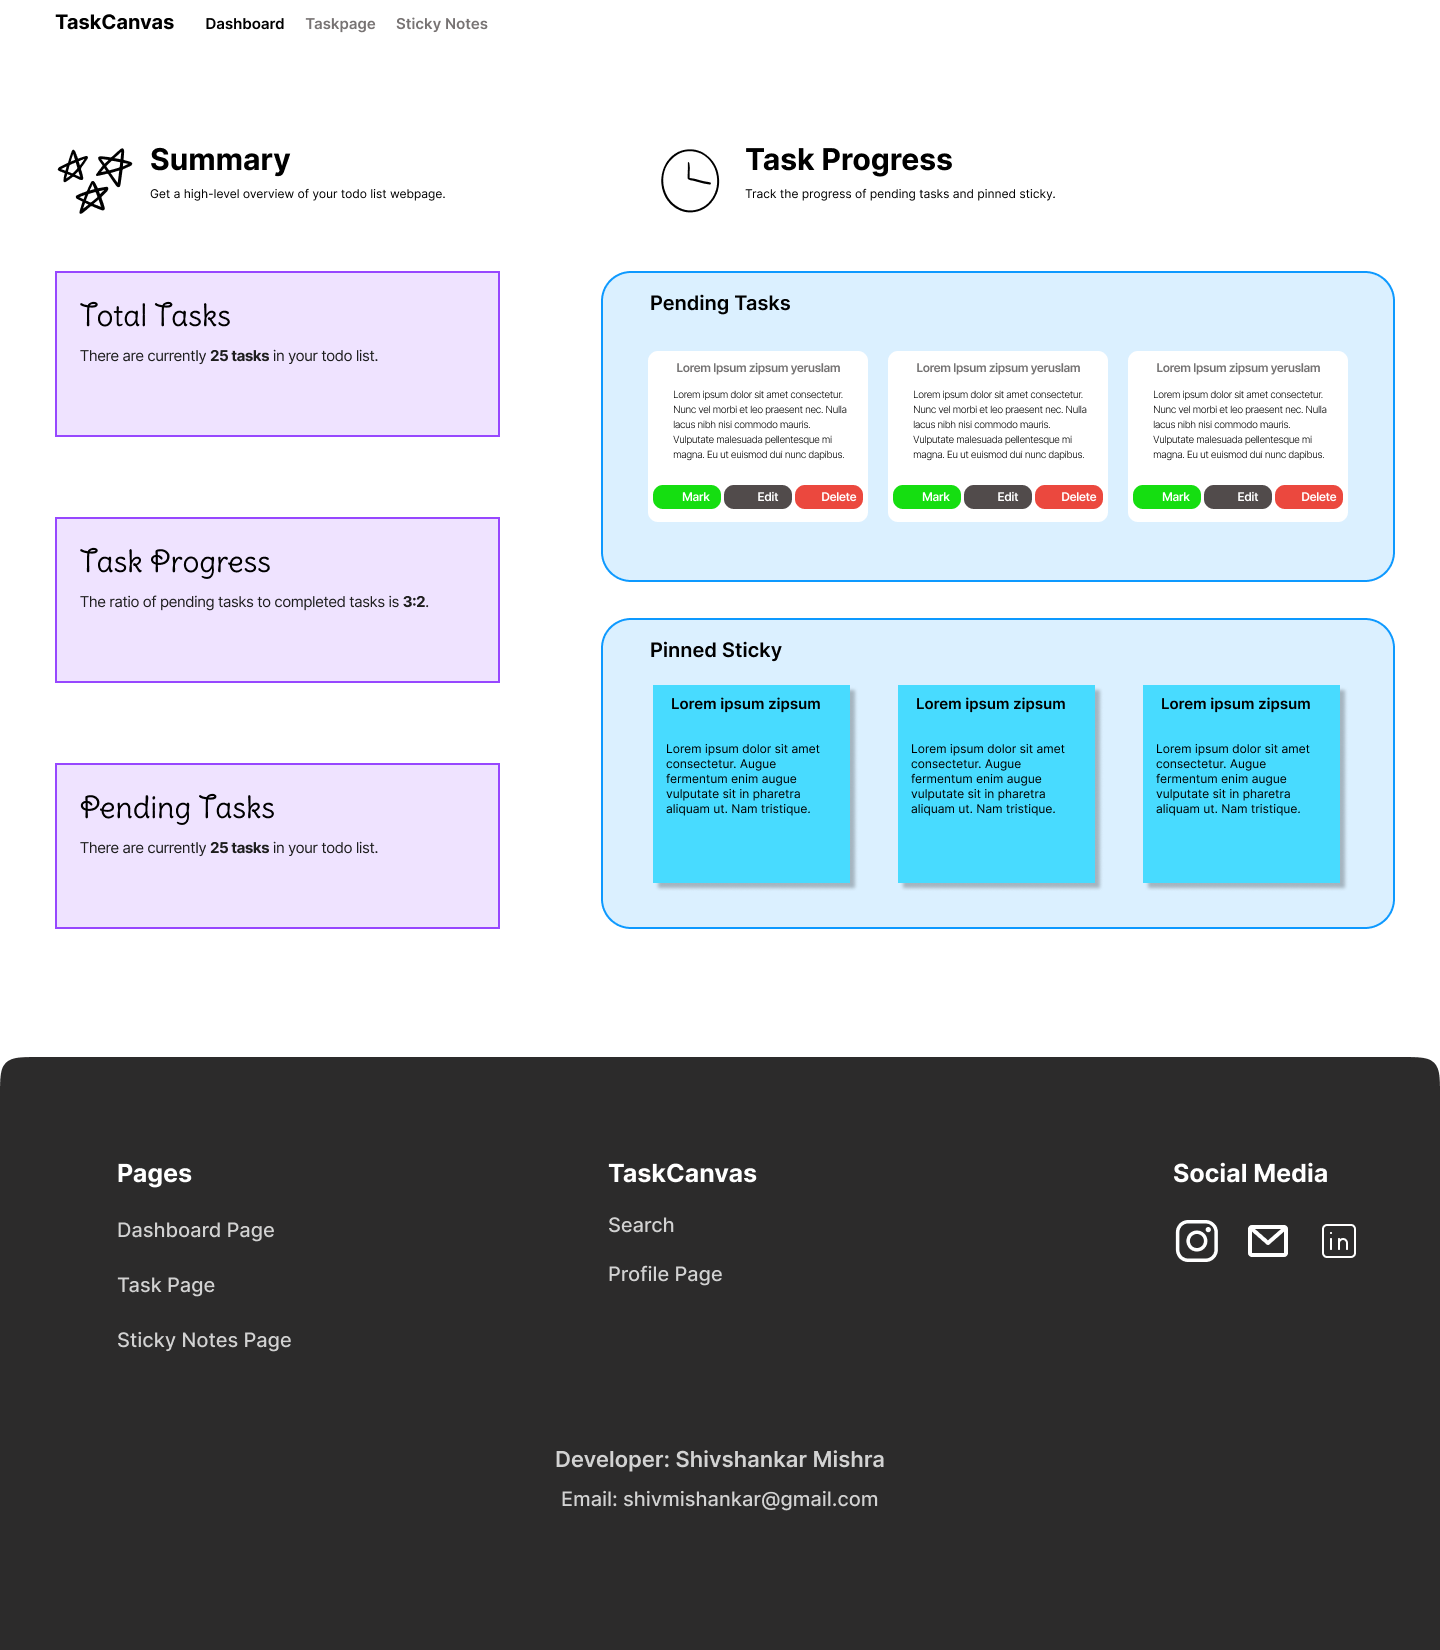 TaskCanvas Dashboard Taskpage Sticky Notes
Summary
Get a high-level overview of your todo list webpage.
Task Progress
Track the progress of pending tasks and pinned sticky.
Total Tasks
There are currently 25 tasks in your todo list.
Task Progress
The ratio of pending tasks to completed tasks is 3:2.
Pending Tasks
There are currently 25 tasks in your todo list.
Pending Tasks
Lorem Ipsum zipsum yeruslam
Lorem ipsum dolor sit amet consectetur.
Nunc vel morbi et leo praesent nec. Nulla
lacus nibh nisi commodo mauris.
Vulputate malesuada pellentesque mi
magna. Eu ut euismod dui nunc dapibus.
Mark Edit Delete
Lorem Ipsum zipsum yeruslam
Lorem ipsum dolor sit amet consectetur.
Nunc vel morbi et leo praesent nec. Nulla
lacus nibh nisi commodo mauris.
Vulputate malesuada pellentesque mi
magna. Eu ut euismod dui nunc dapibus.
Mark Edit Delete
Lorem Ipsum zipsum yeruslam
Lorem ipsum dolor sit amet consectetur.
Nunc vel morbi et leo praesent nec. Nulla
lacus nibh nisi commodo mauris.
Vulputate malesuada pellentesque mi
magna. Eu ut euismod dui nunc dapibus.
Mark Edit Delete
Pinned Sticky
Lorem ipsum zipsum
Lorem ipsum dolor sit amet
consectetur. Augue
fermentum enim augue
vulputate sit in pharetra
aliquam ut. Nam tristique.
Lorem ipsum zipsum
Lorem ipsum dolor sit amet
consectetur. Augue
fermentum enim augue
vulputate sit in pharetra
aliquam ut. Nam tristique.
Lorem ipsum zipsum
Lorem ipsum dolor sit amet
consectetur. Augue
fermentum enim augue
vulputate sit in pharetra
aliquam ut. Nam tristique.
Pages
Dashboard Page
Task Page
Sticky Notes Page
TaskCanvas
Search
Profile Page
Social Media
in
Developer: Shivshankar Mishra
Email: shivmishankar@gmail.com